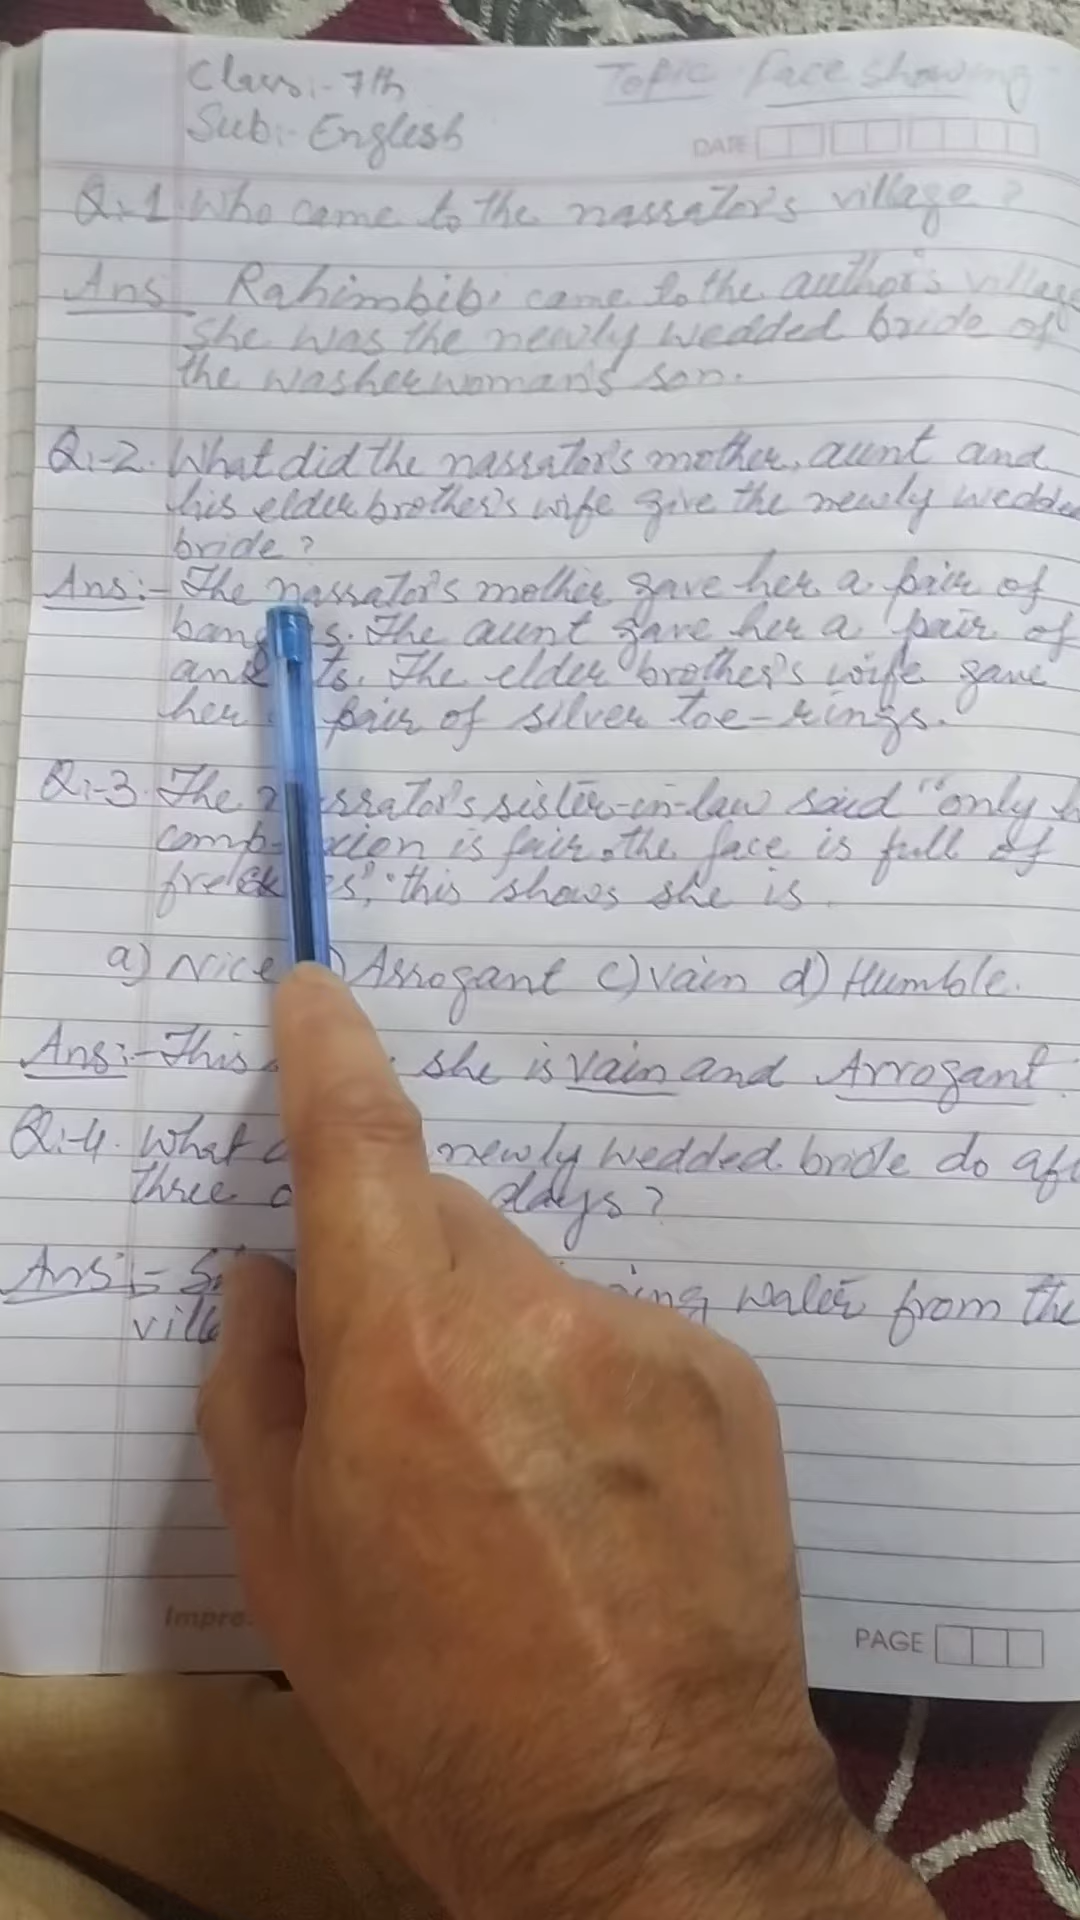 Class:- 7th
Topic face showing
Sub:- English
DATE
Q:1 Who came to the narrator's village?
Ans Rahimbibi came to the author's village
She was the newly wedded bride of
the washerwoman's son.
Q:-2. What did the narrator's mother, aunt and
his elder brother's wife give the newly wedde
bride?
Ans:- The narrator's mother gave her a pair of
ban s. The aunt gave her a pair of
ank ts. The elder brother's wife gave
her pair of silver toe-rings.
Q:-3. The rrator's sister-in-law said "only h
comp xion is fair, the face is full of
freck es", this shows she is
a) Nice ) Arrogant c) Vain d) Humble.
Ans:- This she is Vain and Arrogant.
Q:-4. What newly wedded bride do aft
three days?
Ans:- S ing water from the
vill
Impre
PAGE